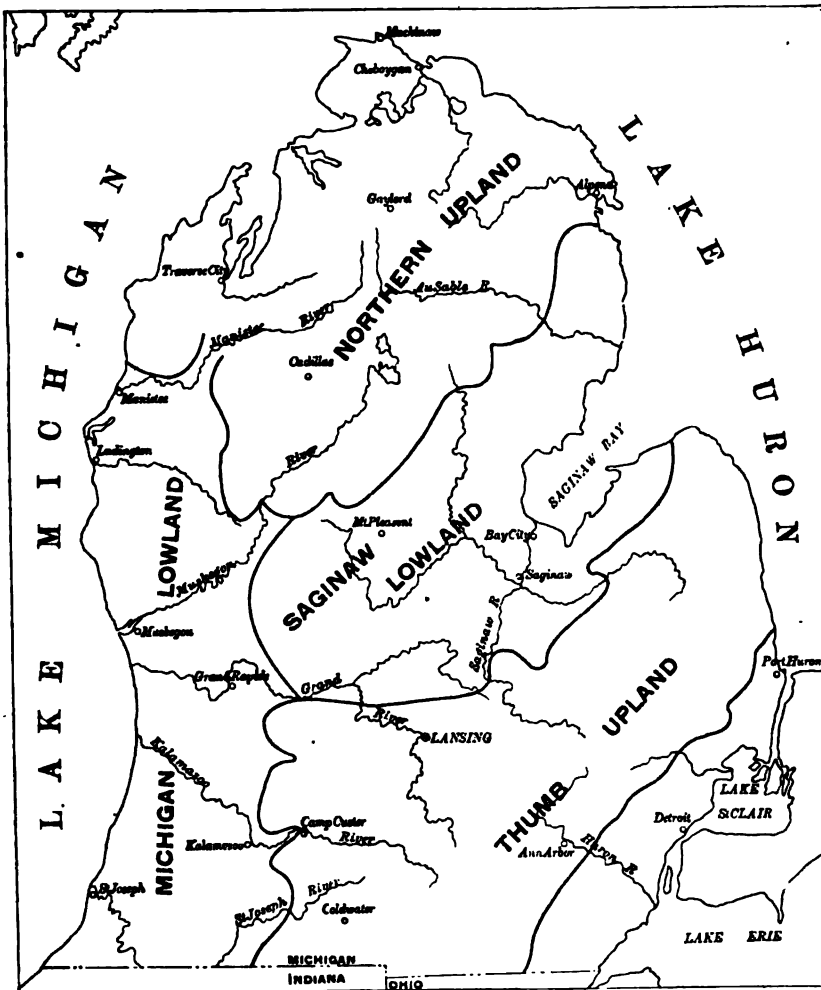 Mackinaw
Cheboygan
LAKE HURON
LAKE MICHIGAN
Alpena
Gaylord
NORTHERN UPLAND
Traverse City
AuSable R
Manistee River
Cadillac
Manistee
Ludington
River
SAGINAW BAY
MICHIGAN LOWLAND
Mt Pleasant
Bay City
SAGINAW LOWLAND
Saginaw
Muskegon
Muskegon
Saginaw R
Grand Rapids
Grand River
Port Huron
THUMB UPLAND
LANSING
Kalamazoo
LAKE
St CLAIR
Camp Custer
River
Detroit
Kalamazoo
Ann Arbor
Huron R
St Joseph
St Joseph River
Coldwater
LAKE ERIE
MICHIGAN
INDIANA
OHIO